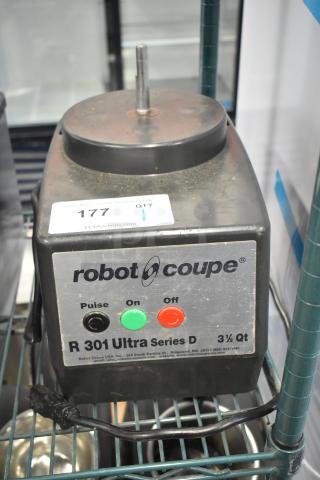 177
QTY
1
robot coupe®
Pulse On Off
R 301 Ultra Series D 3½ Qt